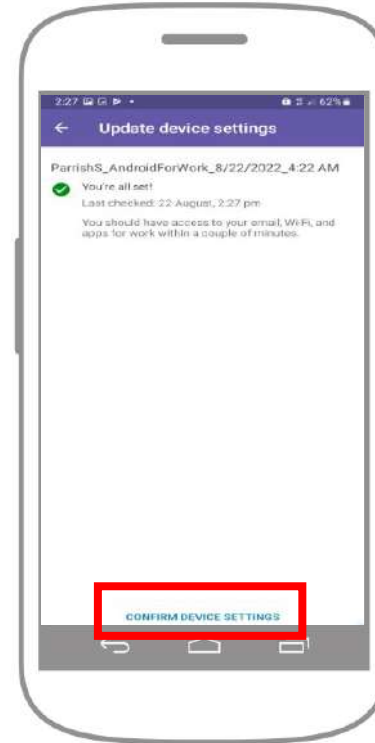 2:27 62%
Update device settings
ParrishS_AndroidForWork_8/22/2022_4:22 AM
You're all set!
Last checked: 22 August, 2:27 pm
You should have access to your email, Wi-Fi, and
apps for work within a couple of minutes.
CONFIRM DEVICE SETTINGS